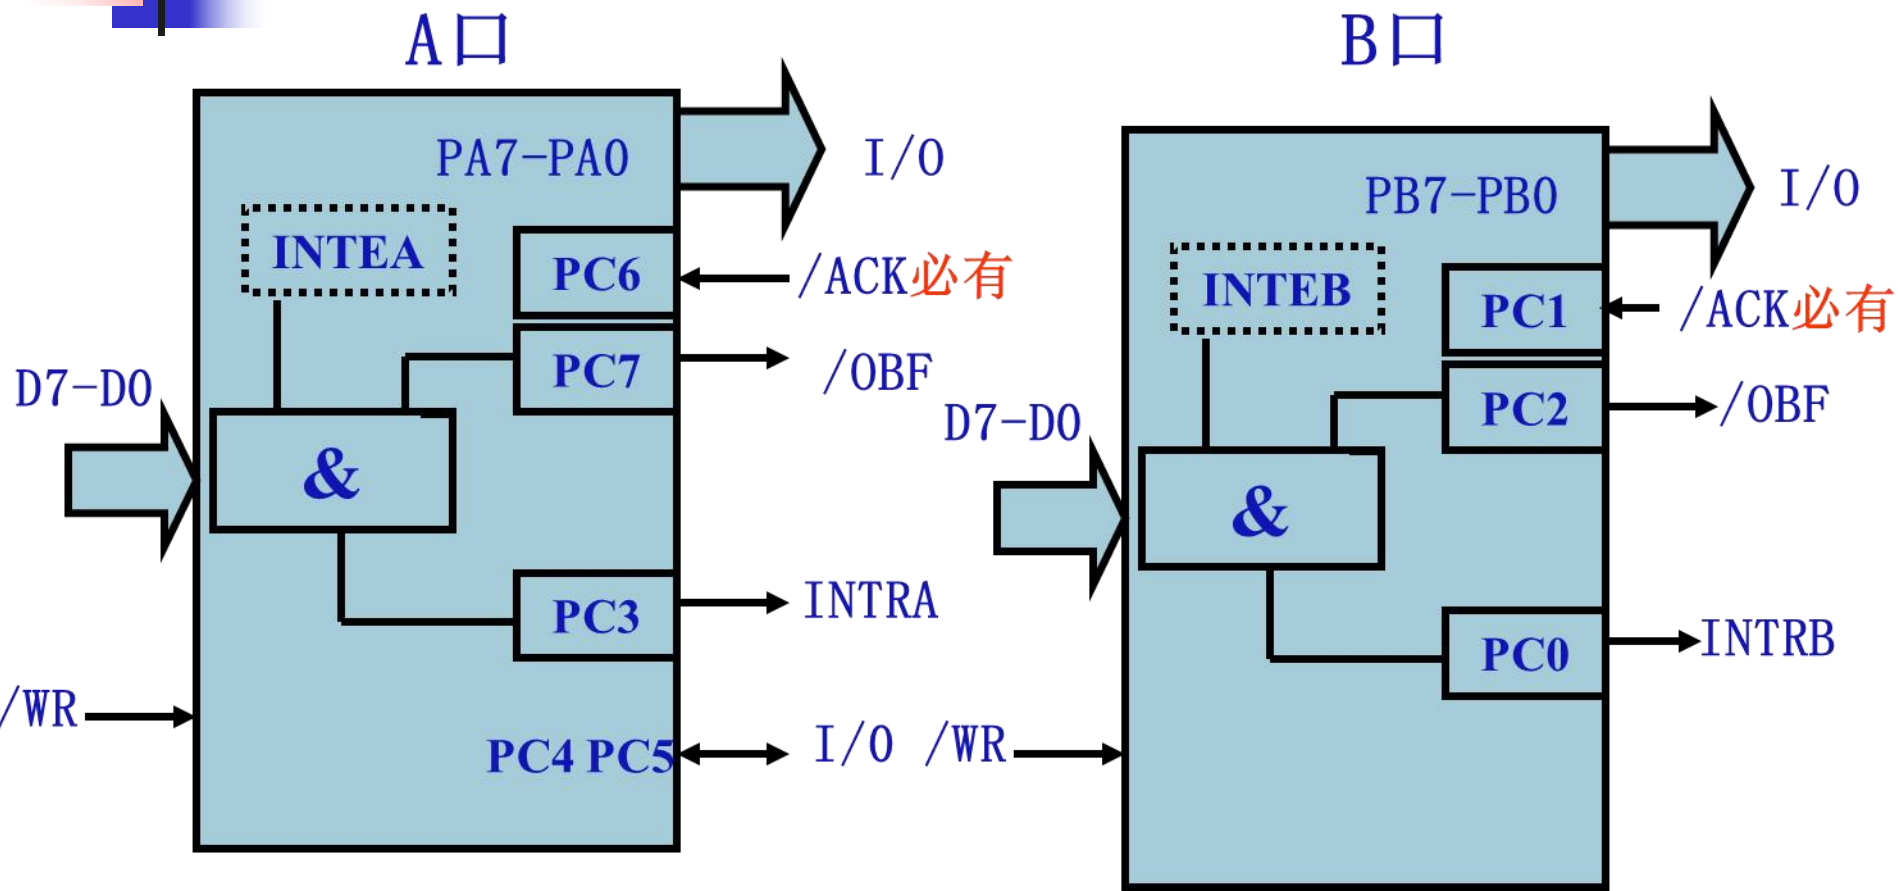 A口
PA7-PA0
I/O
INTEA
PC6
/ACK必有
PC7
/OBF
D7-D0
&
PC3
INTRA
/WR
PC4 PC5
I/O
B口
PB7-PB0
I/O
INTEB
PC1
/ACK必有
PC2
/OBF
D7-D0
&
PC0
INTRB
/WR